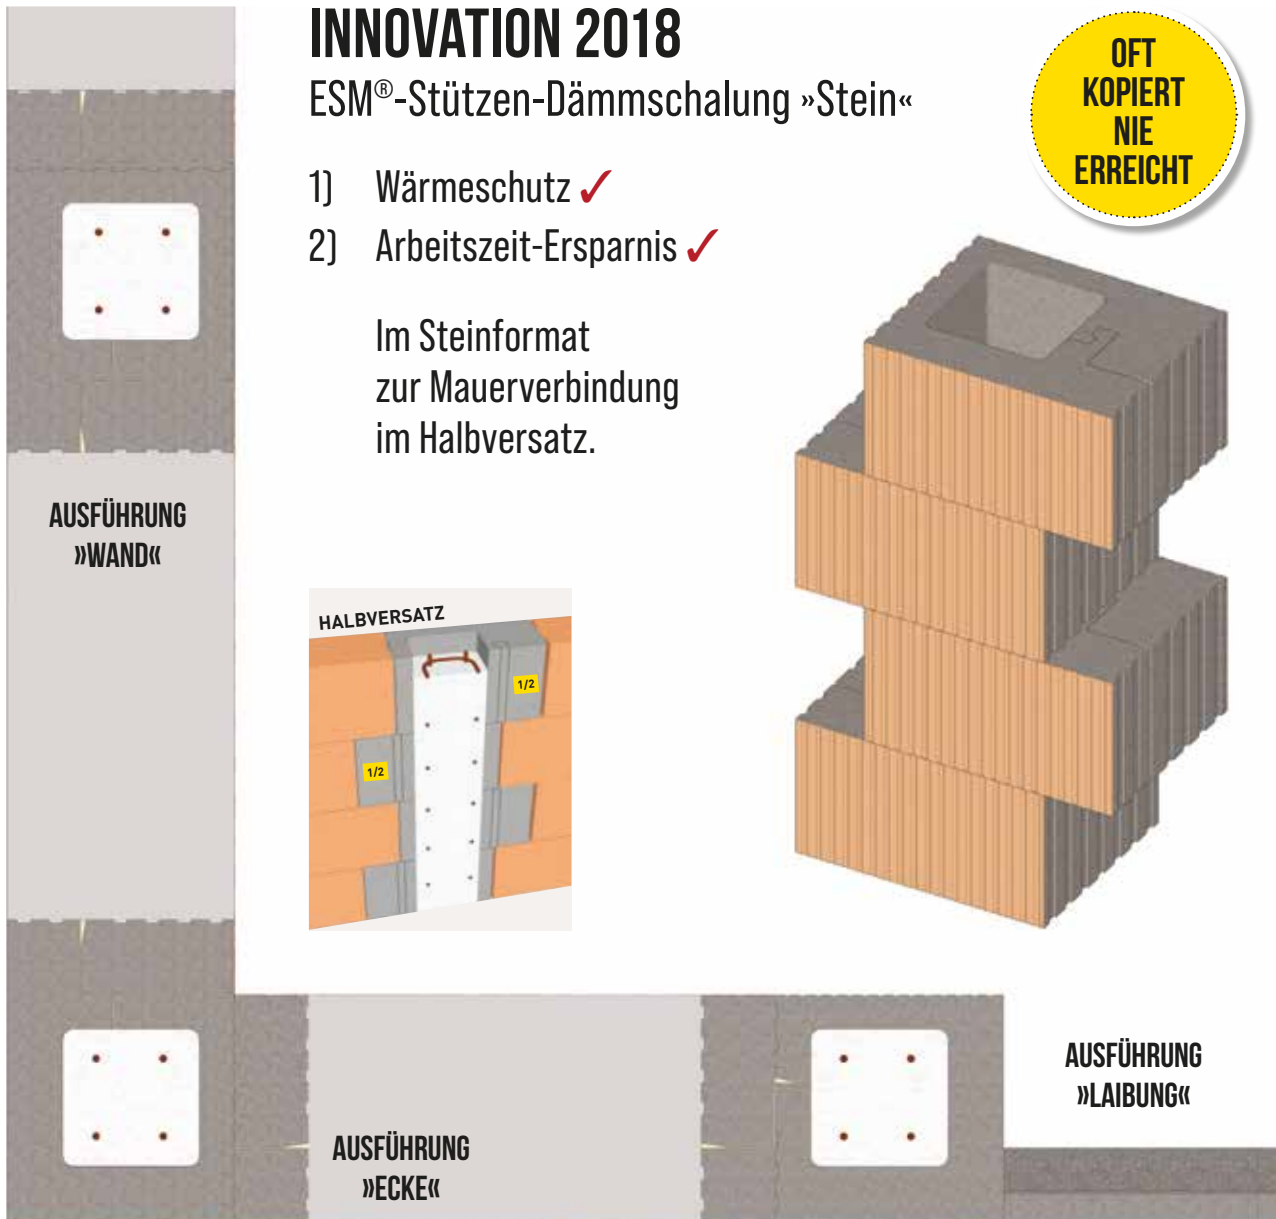 INNOVATION 2018
ESM®-Stützen-Dämmschalung »Stein«
OFT
KOPIERT
NIE
ERREICHT
1) Wärmeschutz ✓
2) Arbeitszeit-Ersparnis ✓
Im Steinformat
zur Mauerverbindung
im Halbversatz.
AUSFÜHRUNG
»WAND«
HALBVERSATZ
1/2
1/2
AUSFÜHRUNG
»LAIBUNG«
AUSFÜHRUNG
»ECKE«